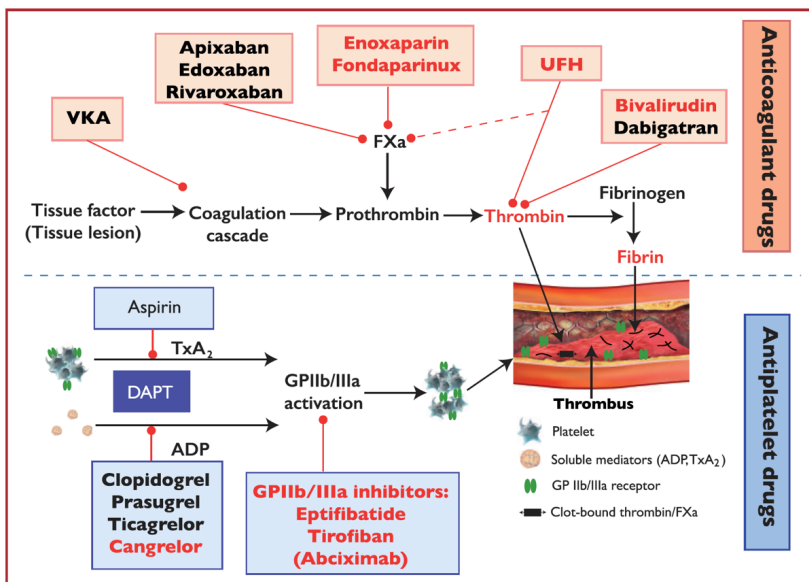 Apixaban
Edoxaban
Rivaroxaban
Enoxaparin
Fondaparinux
UFH
Bivalirudin
Dabigatran
VKA
FXa
Tissue factor
(Tissue lesion)
Coagulation
cascade
Prothrombin
Thrombin
Fibrinogen
Fibrin
Anticoagulant drugs
Aspirin
TxA₂
DAPT
ADP
GPIIb/IIIa
activation
Clopidogrel
Prasugrel
Ticagrelor
Cangrelor
GPIIb/IIIa inhibitors:
Eptifibatide
Tirofiban
(Abciximab)
Thrombus
Platelet
Soluble mediators (ADP,TxA₂)
GP IIb/IIIa receptor
Clot-bound thrombin/FXa
Antiplatelet drugs